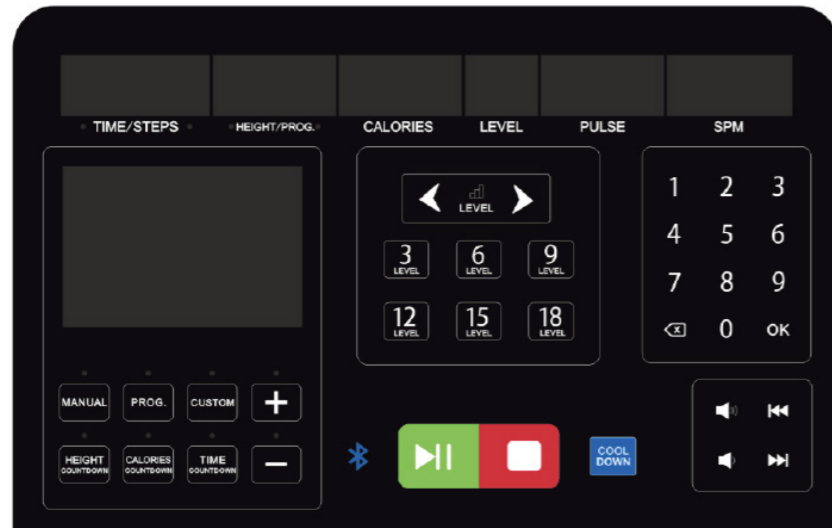 TIME/STEPS HEIGHT/PROG. CALORIES LEVEL PULSE SPM
LEVEL
3 LEVEL
6 LEVEL
9 LEVEL
12 LEVEL
15 LEVEL
18 LEVEL
1 2 3
4 5 6
7 8 9
0 OK
MANUAL PROG. CUSTOM +
HEIGHT COUNTDOWN
CALORIES COUNTDOWN
TIME COUNTDOWN
−
COOL
DOWN